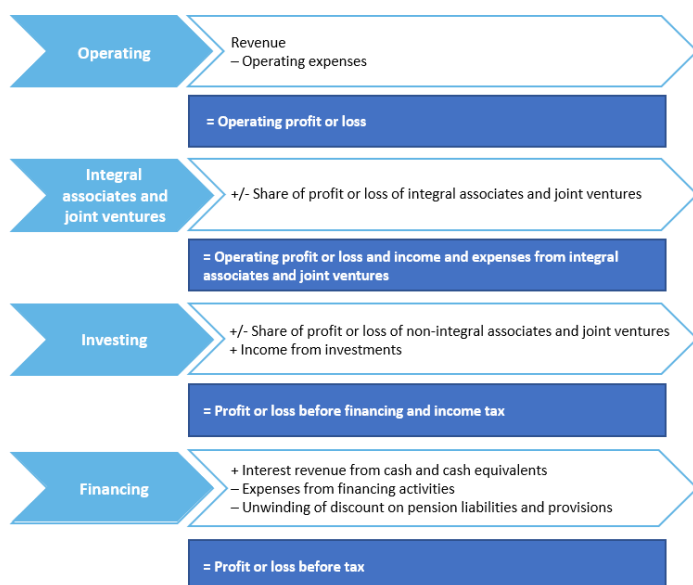 Operating
Revenue
– Operating expenses
= Operating profit or loss
Integral
associates and
joint ventures
+/- Share of profit or loss of integral associates and joint ventures
= Operating profit or loss and income and expenses from integral
associates and joint ventures
Investing
+/- Share of profit or loss of non-integral associates and joint ventures
+ Income from investments
= Profit or loss before financing and income tax
Financing
+ Interest revenue from cash and cash equivalents
– Expenses from financing activities
– Unwinding of discount on pension liabilities and provisions
= Profit or loss before tax